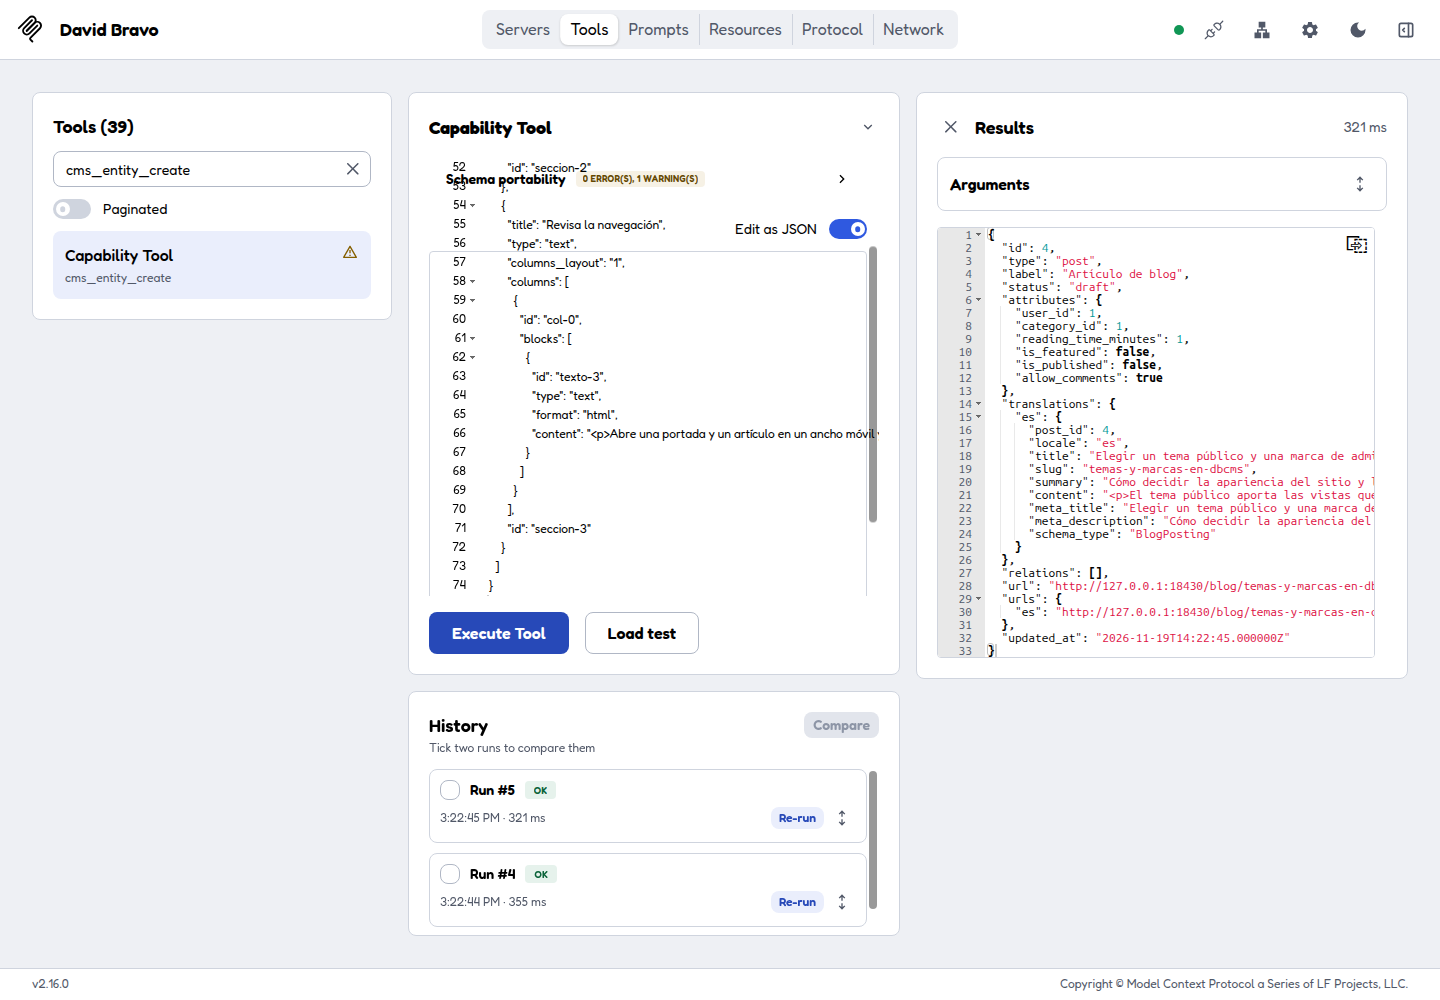 David Bravo
Servers
Tools
Prompts
Resources
Protocol
Network
Tools (39)
cms_entity_create
Paginated
Capability Tool
cms_entity_create
Capability Tool
52 "id": "seccion-2"
Schema portability 0 ERROR(S), 1 WARNING(S)
53 },
54 {
55 "title": "Revisa la navegación",
Edit as JSON
56 "type": "text",
57 "columns_layout": "1",
58 "columns": [
59 {
60 "id": "col-0",
61 "blocks": [
62 {
63 "id": "texto-3",
64 "type": "text",
65 "format": "html",
66 "content": "<p>Abre una portada y un artículo en un ancho móvil
67 }
68 ]
69 }
70 ],
71 "id": "seccion-3"
72 }
73 ]
74 }
Execute Tool
Load test
History
Compare
Tick two runs to compare them
Run #5 OK
3:22:45 PM · 321 ms
Re-run
Run #4 OK
3:22:44 PM · 355 ms
Re-run
Results
321 ms
Arguments
1 {
2 "id": 4,
3 "type": "post",
4 "label": "Artículo de blog",
5 "status": "draft",
6 "attributes": {
7 "user_id": 1,
8 "category_id": 1,
9 "reading_time_minutes": 1,
10 "is_featured": false,
11 "is_published": false,
12 "allow_comments": true
13 },
14 "translations": {
15 "es": {
16 "post_id": 4,
17 "locale": "es",
18 "title": "Elegir un tema público y una marca de admi
19 "slug": "temas-y-marcas-en-dbcms",
20 "summary": "Cómo decidir la apariencia del sitio y l
21 "content": "<p>El tema público aporta las vistas que
22 "meta_title": "Elegir un tema público y una marca de
23 "meta_description": "Cómo decidir la apariencia del
24 "schema_type": "BlogPosting"
25 }
26 },
27 "relations": [],
28 "url": "http://127.0.0.1:18430/blog/temas-y-marcas-en-db
29 "urls": {
30 "es": "http://127.0.0.1:18430/blog/temas-y-marcas-en-
31 },
32 "updated_at": "2026-11-19T14:22:45.000000Z"
33 }
v2.16.0
Copyright © Model Context Protocol a Series of LF Projects, LLC.